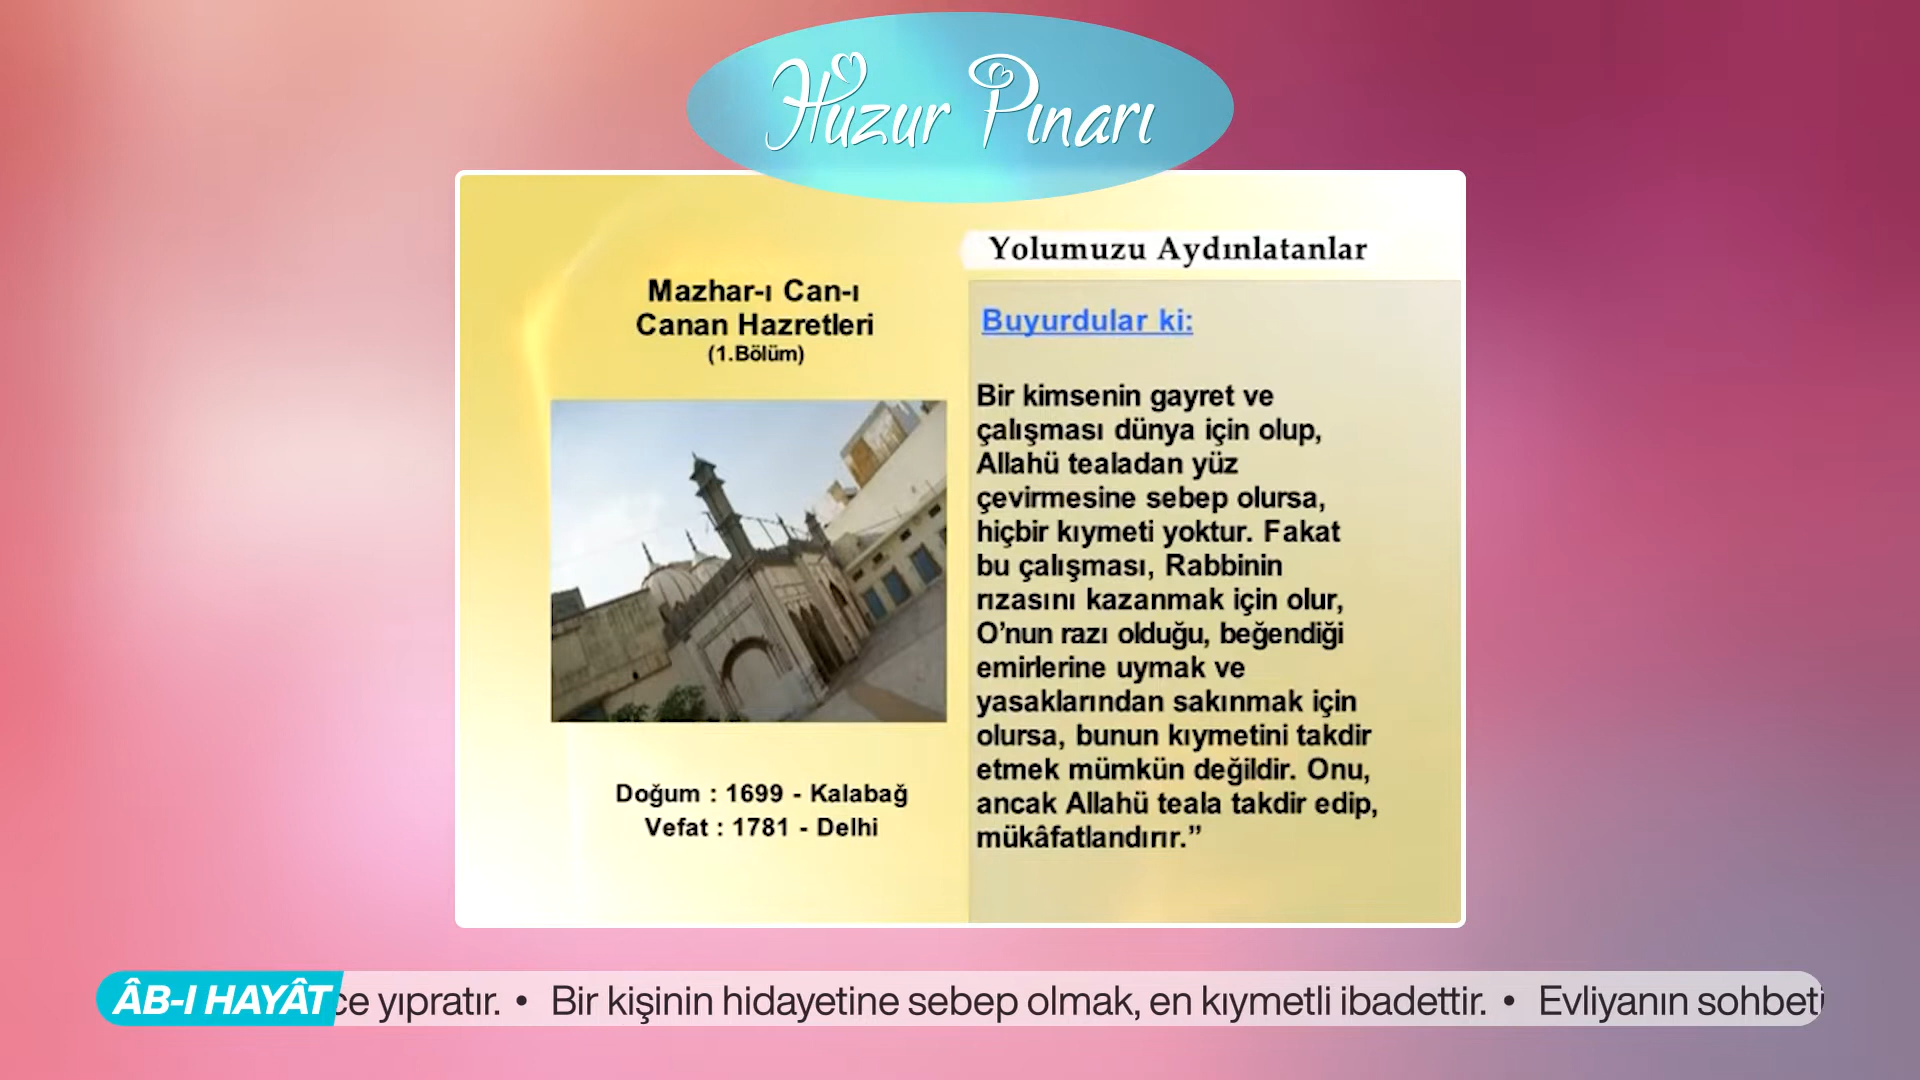 Huzur Pınarı
Yolumuzu Aydınlatanlar
Mazhar-ı Can-ı
Canan Hazretleri
(1.Bölüm)
Doğum : 1699 - Kalabağ
Vefat : 1781 - Delhi
Buyurdular ki:
Bir kimsenin gayret ve
çalışması dünya için olup,
Allahü tealadan yüz
çevirmesine sebep olursa,
hiçbir kıymeti yoktur. Fakat
bu çalışması, Rabbinin
rızasını kazanmak için olur,
O’nun razı olduğu, beğendiği
emirlerine uymak ve
yasaklarından sakınmak için
olursa, bunun kıymetini takdir
etmek mümkün değildir. Onu,
ancak Allahü teala takdir edip,
mükâfatlandırır.”
ÂB-I HAYÂT ce yıpratır. • Bir kişinin hidayetine sebep olmak, en kıymetli ibadettir. • Evliyanın sohbeti